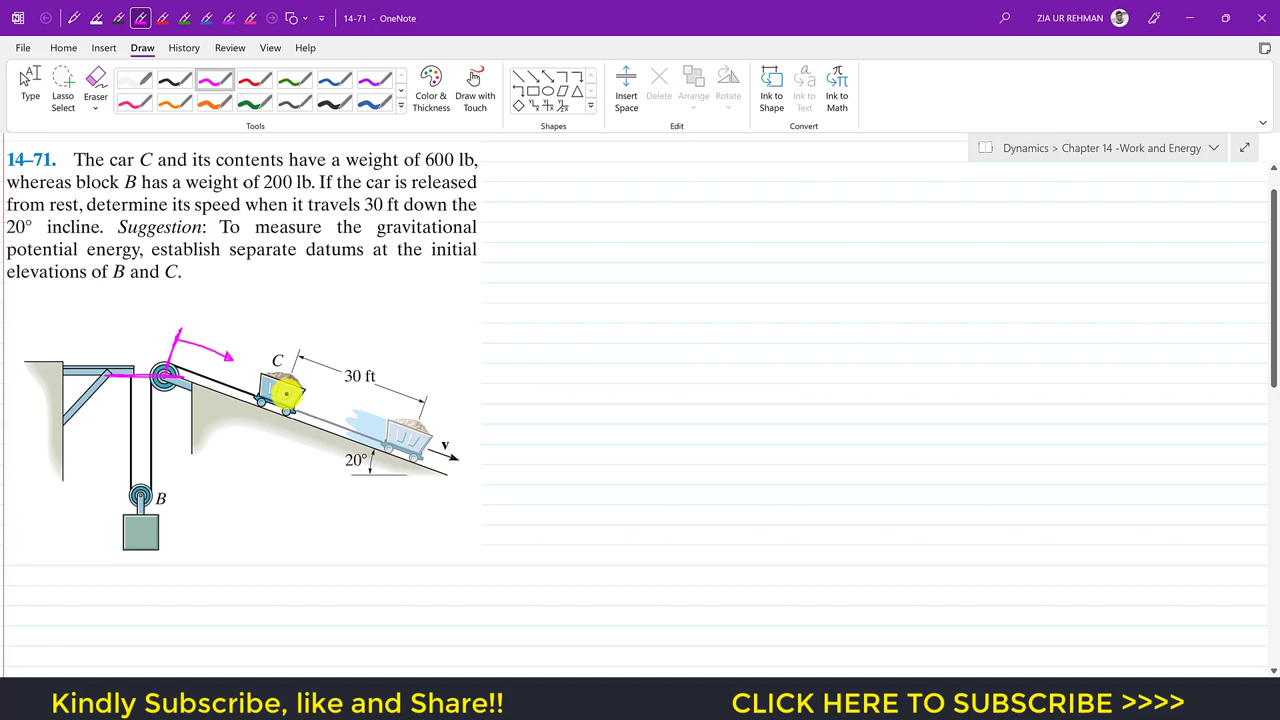 14-71 - OneNote
ZIA UR REHMAN
File Home Insert Draw History Review View Help
Type
Lasso Select
Eraser
Color & Thickness
Draw with Touch
Insert Space
Delete
Arrange
Rotate
Ink to Shape
Ink to Text
Ink to Math
Tools
Shapes
Edit
Convert
Dynamics > Chapter 14 -Work and Energy
14–71. The car C and its contents have a weight of 600 lb,
whereas block B has a weight of 200 lb. If the car is released
from rest, determine its speed when it travels 30 ft down the
20° incline. Suggestion: To measure the gravitational
potential energy, establish separate datums at the initial
elevations of B and C.
C
30 ft
v
20°
B
Kindly Subscribe, like and Share!!
CLICK HERE TO SUBSCRIBE >>>>